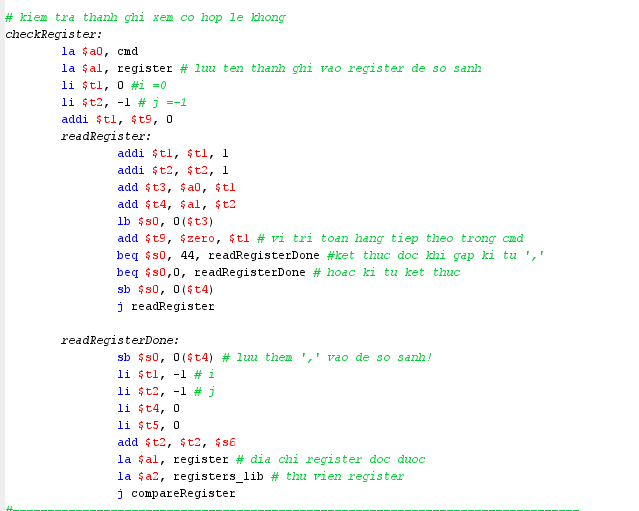 # kiem tra thanh ghi xem co hop le khong
checkRegister:
la $a0, cmd
la $a1, register # luu ten thanh ghi vao register de so sanh
li $t1, 0 #i =0
li $t2, -1 # j =-1
addi $t1, $t9, 0
readRegister:
addi $t1, $t1, 1
addi $t2, $t2, 1
add $t3, $a0, $t1
add $t4, $a1, $t2
lb $s0, 0($t3)
add $t9, $zero, $t1 # vi tri toan hang tiep theo trong cmd
beq $s0, 44, readRegisterDone #ket thuc doc khi gap ki tu ','
beq $s0,0, readRegisterDone # hoac ki tu ket thuc
sb $s0, 0($t4)
j readRegister
readRegisterDone:
sb $s0, 0($t4) # luu them ',' vao de so sanh!
li $t1, -1 # i
li $t2, -1 # j
li $t4, 0
li $t5, 0
add $t2, $t2, $s6
la $a1, register # dia chi register doc duoc
la $a2, registers_lib # thu vien register
j compareRegister
#---------------------------------------------------------------------------------